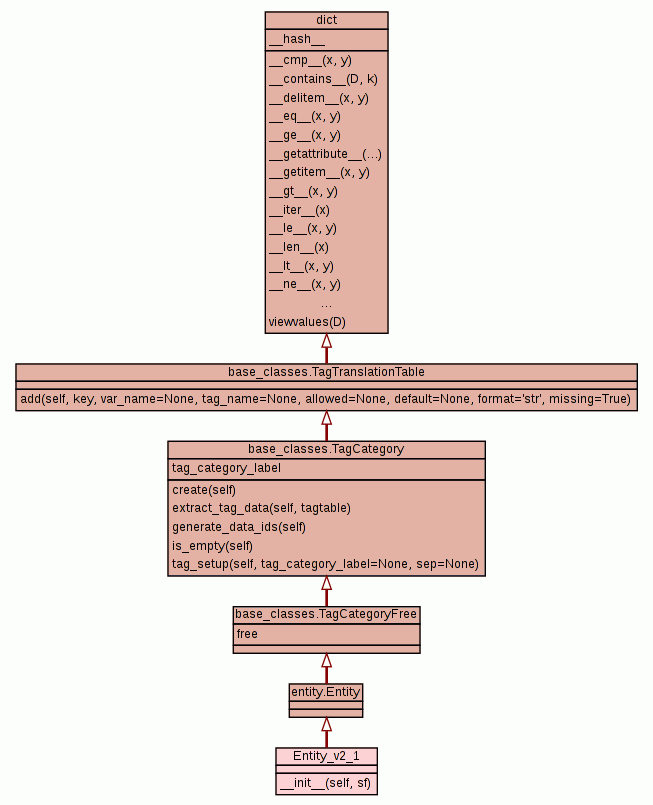 dict
__hash__
__cmp__(x, y)
__contains__(D, k)
__delitem__(x, y)
__eq__(x, y)
__ge__(x, y)
__getattribute__(...)
__getitem__(x, y)
__gt__(x, y)
__iter__(x)
__le__(x, y)
__len__(x)
__lt__(x, y)
__ne__(x, y)
...
viewvalues(D)
base_classes.TagTranslationTable
add(self, key, var_name=None, tag_name=None, allowed=None, default=None, format='str', missing=True)
base_classes.TagCategory
tag_category_label
create(self)
extract_tag_data(self, tagtable)
generate_data_ids(self)
is_empty(self)
tag_setup(self, tag_category_label=None, sep=None)
base_classes.TagCategoryFree
free
entity.Entity
Entity_v2_1
__init__(self, sf)